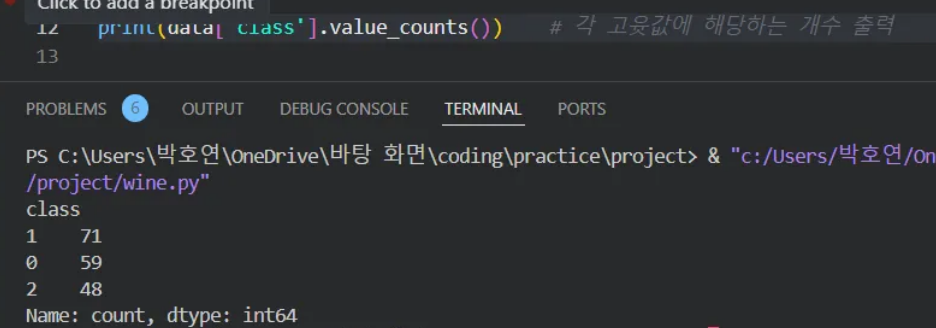 Click to add a breakpoint
12 print(data['class'].value_counts()) # 각 고윳값에 해당하는 개수 출력
13
PROBLEMS 6 OUTPUT DEBUG CONSOLE TERMINAL PORTS
PS C:\Users\박호연\OneDrive\바탕 화면\coding\practice\project> & "c:/Users/박호연/On
/project/wine.py"
class
1 71
0 59
2 48
Name: count, dtype: int64